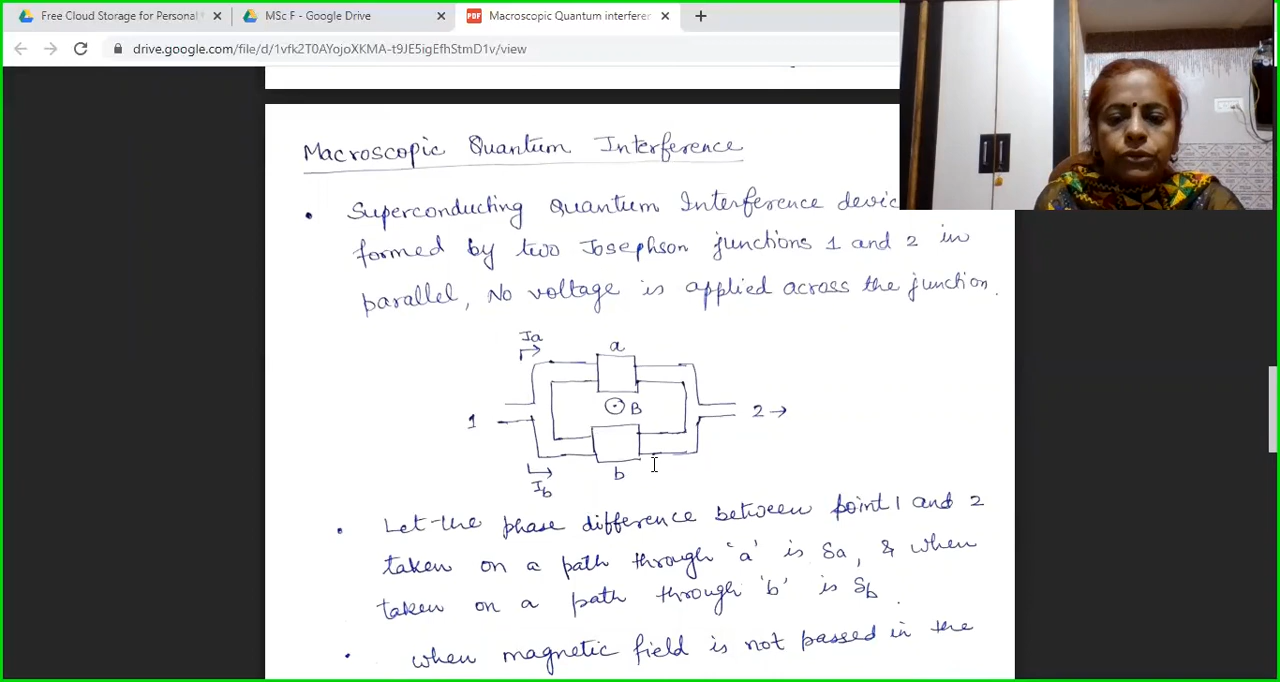 Free Cloud Storage for Personal
MSc F - Google Drive
Macroscopic Quantum interferer
drive.google.com/file/d/1vfk2T0AYojoXKMA-t9JE5igEfhStmD1v/view
Macroscopic Quantum Interference
• Superconducting Quantum Interference devic
formed by two Josephson junctions 1 and 2 in
parallel, No voltage is applied across the junction.
Ja
a
B
1
2 →
b
Ib
• Let the phase difference between point 1 and 2
taken on a path through 'a' is δa, & when
taken on a path through 'b' is δb.
• when magnetic field is not passed in the